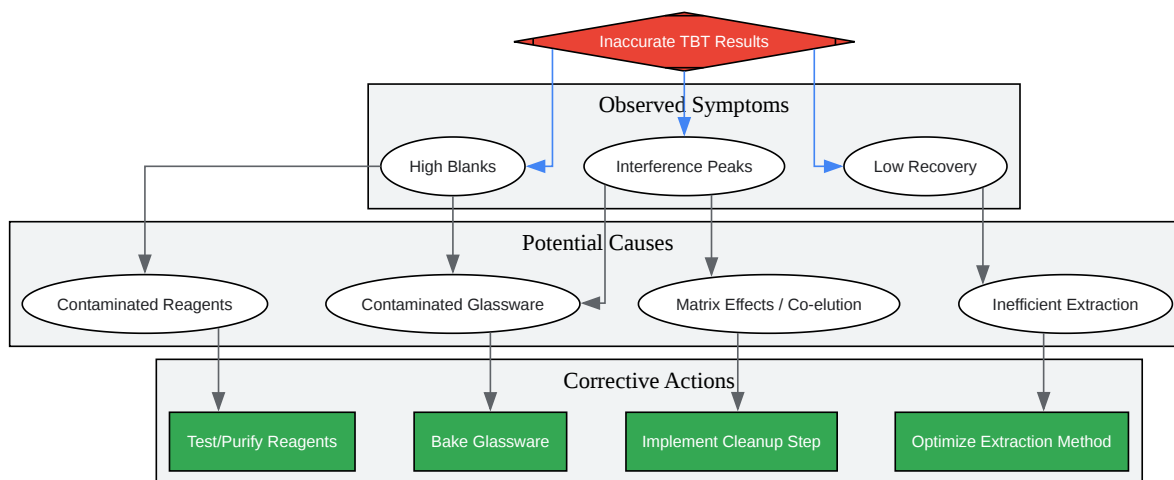 Inaccurate TBT Results
Observed Symptoms
High Blanks
Interference Peaks
Low Recovery
Potential Causes
Contaminated Reagents
Contaminated Glassware
Matrix Effects / Co-elution
Inefficient Extraction
Corrective Actions
Test/Purify Reagents
Bake Glassware
Implement Cleanup Step
Optimize Extraction Method